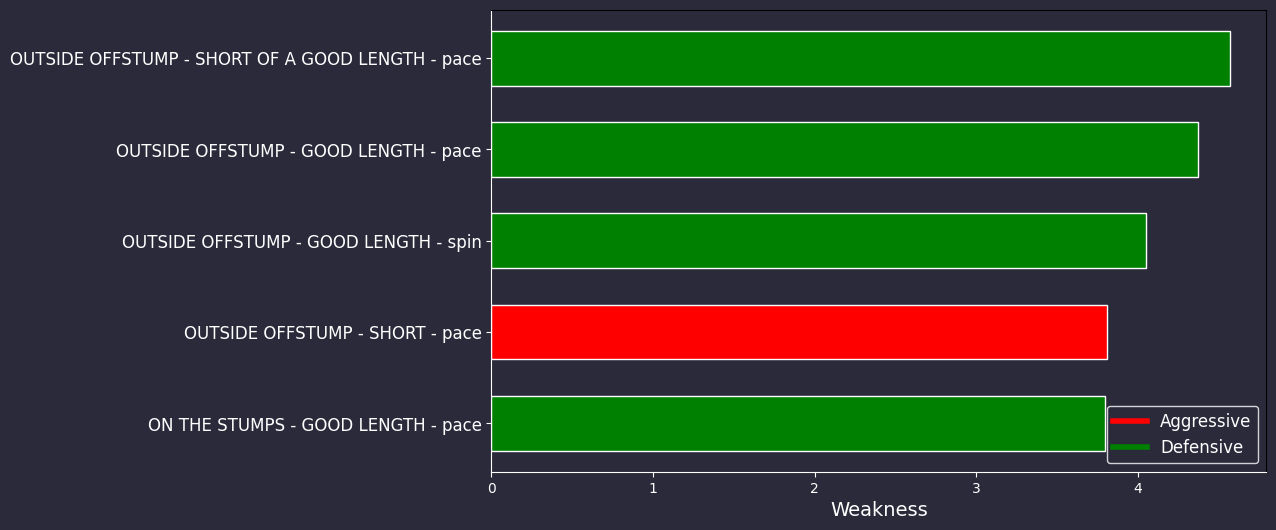 OUTSIDE OFFSTUMP - SHORT OF A GOOD LENGTH - pace
OUTSIDE OFFSTUMP - GOOD LENGTH - pace
OUTSIDE OFFSTUMP - GOOD LENGTH - spin
OUTSIDE OFFSTUMP - SHORT - pace
ON THE STUMPS - GOOD LENGTH - pace
Aggressive
Defensive
0 1 2 3 4
Weakness